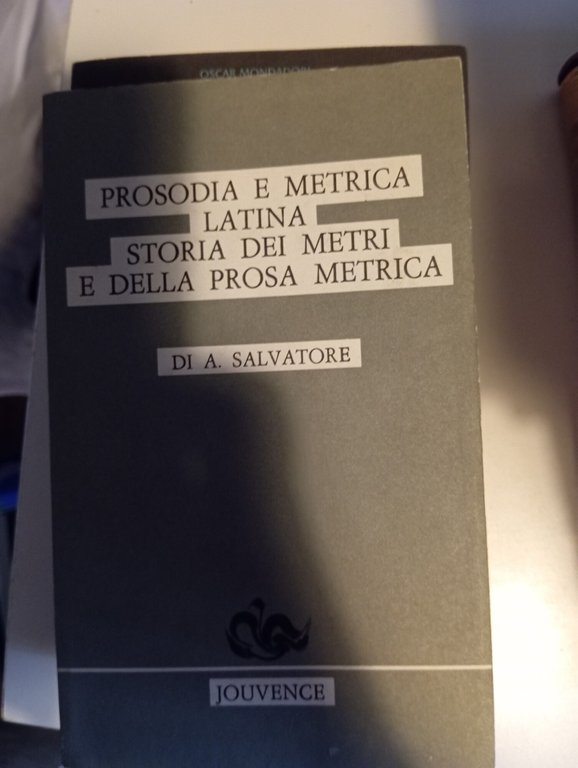 OSCAR MONDADORI
PROSODIA E METRICA
LATINA
STORIA DEI METRI
E DELLA PROSA METRICA
DI A. SALVATORE
JOUVENCE